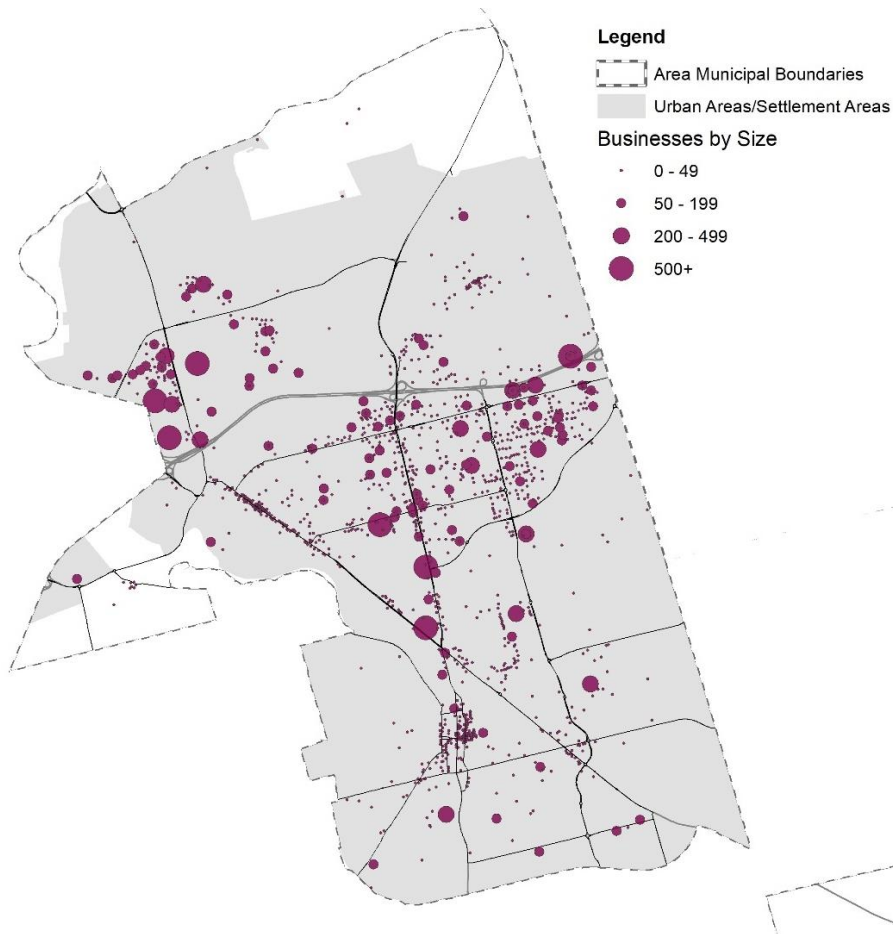 Legend
Area Municipal Boundaries
Urban Areas/Settlement Areas
Businesses by Size
0 - 49
50 - 199
200 - 499
500+